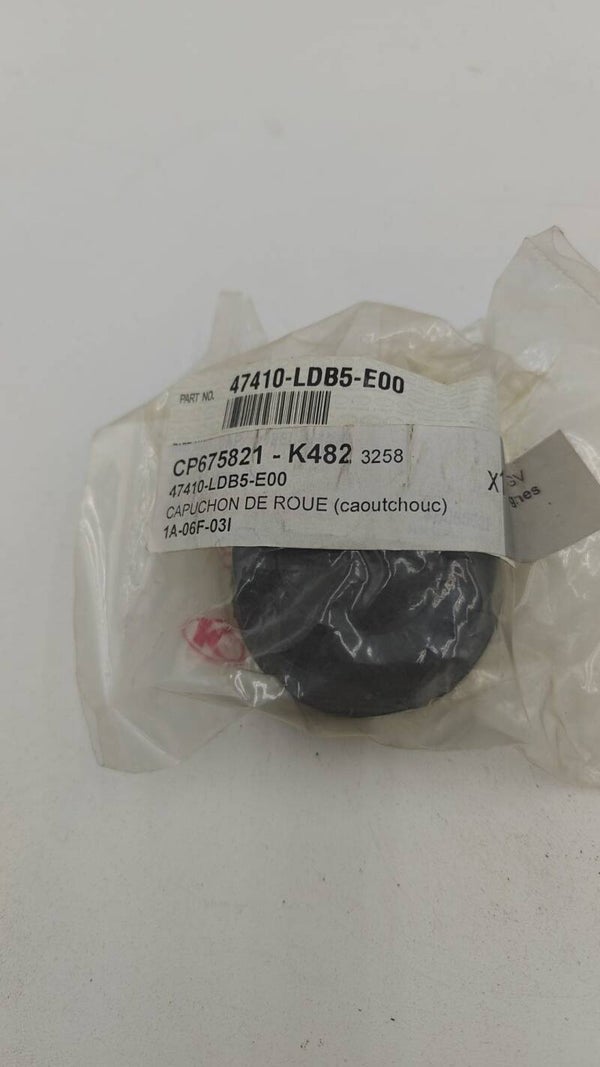 PART NO. 47410-LDB5-E00
CP675821 - K482 3258
47410-LDB5-E00
CAPUCHON DE ROUE (caoutchouc)
1A-06F-03I